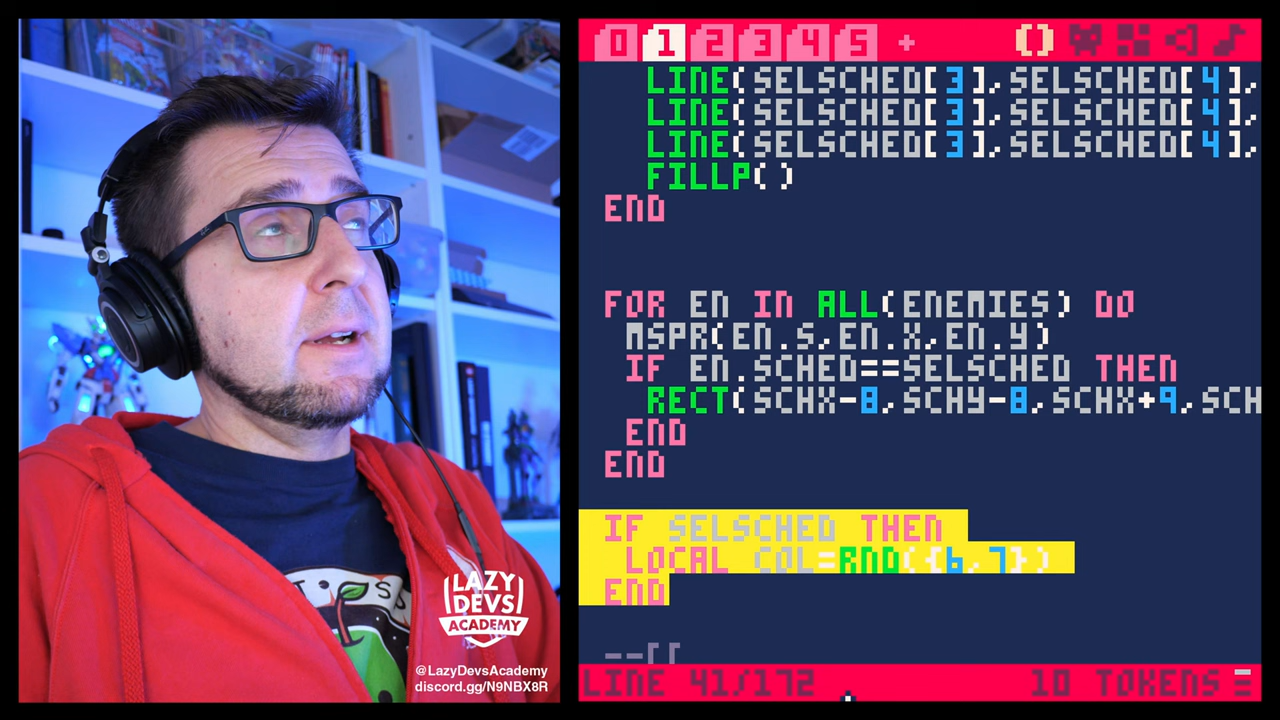 0 1 2 3 4 5 +
LINE(SELSCHED[3],SELSCHED[4],
LINE(SELSCHED[3],SELSCHED[4],
LINE(SELSCHED[3],SELSCHED[4],
FILLP()
END
FOR EN IN ALL(ENEMIES) DO
MSPR(EN.S,EN.X,EN.Y)
IF EN.SCHED==SELSCHED THEN
RECT(SCHX-8,SCHY-8,SCHX+9,SCH
END
END
IF SELSCHED THEN
LOCAL COL=RND({6,7})
END
--[[
LINE 41/172
10 TOKENS
LAZY
DEVS
ACADEMY
@LazyDevsAcademy
discord.gg/N9NBX8R